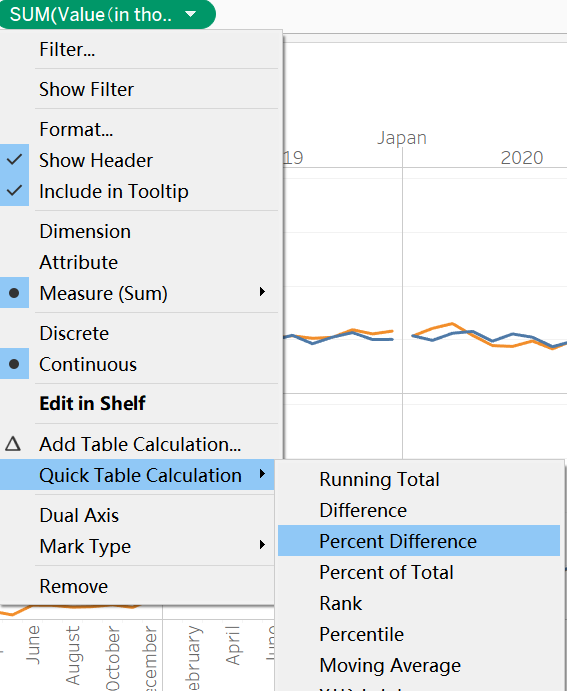 SUM(Value(in tho..
Filter...
Show Filter
Format...
Show Header
Include in Tooltip
Dimension
Attribute
Measure (Sum)
Discrete
Continuous
Edit in Shelf
Add Table Calculation...
Quick Table Calculation
Dual Axis
Mark Type
Remove
Running Total
Difference
Percent Difference
Percent of Total
Rank
Percentile
Moving Average
Japan
19
2020
June
August
October
ecember
ebruary
April